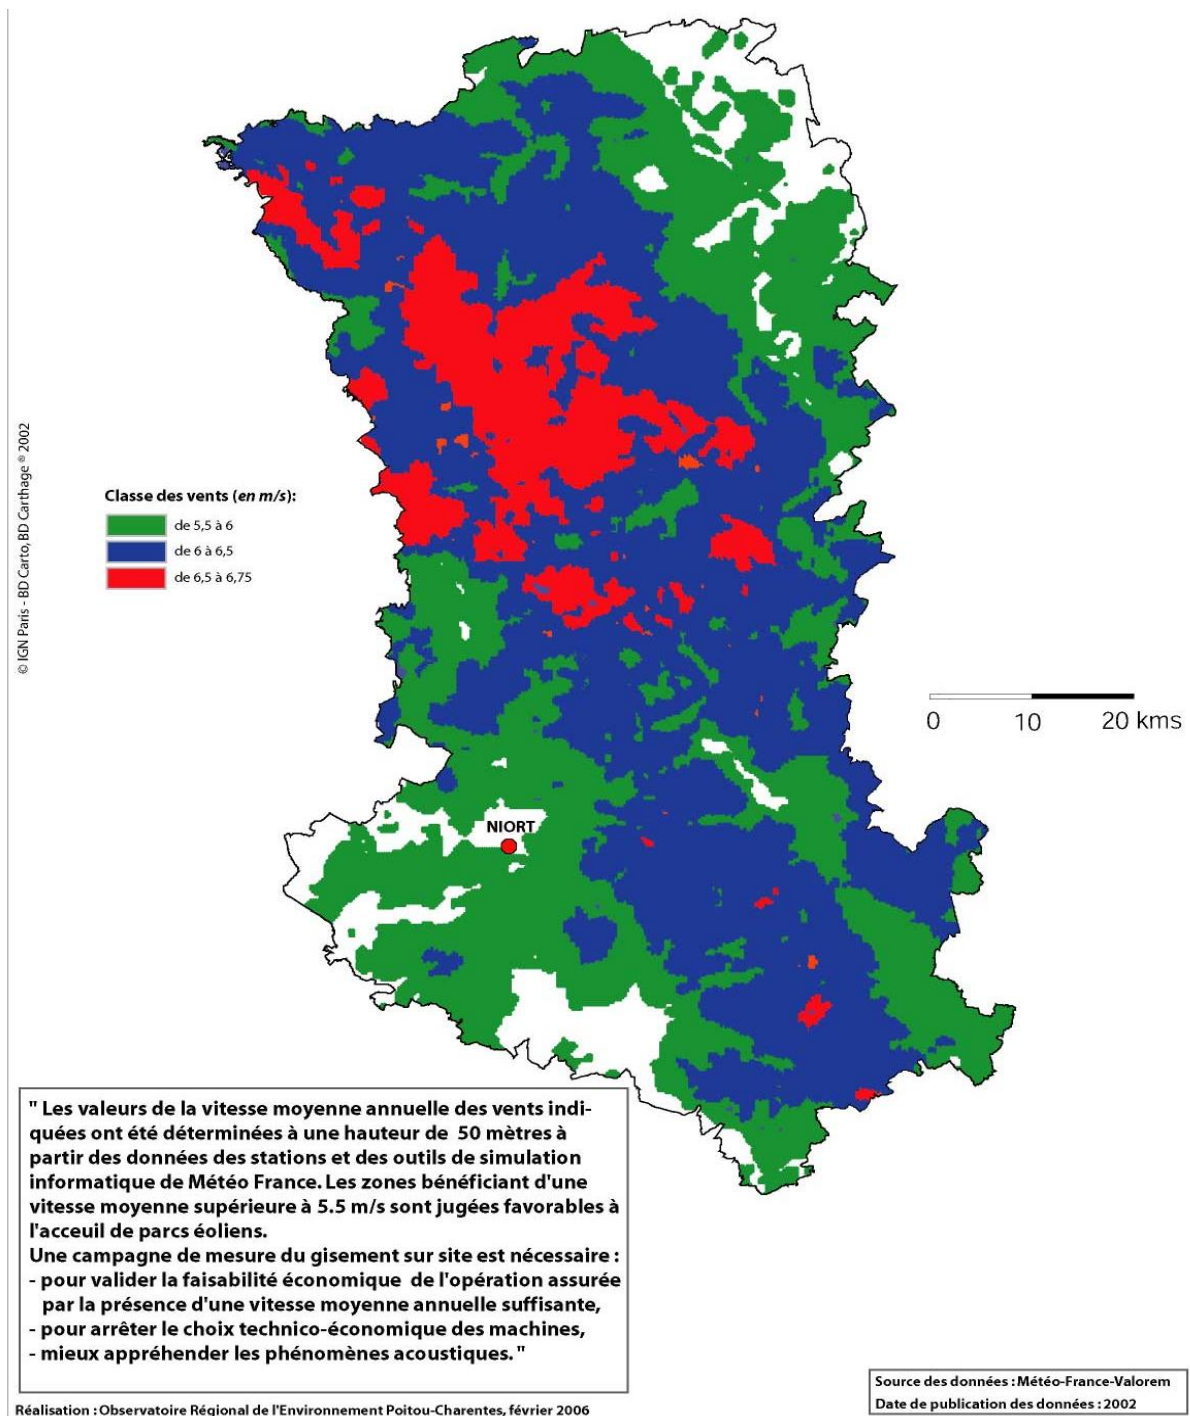 © IGN Paris - BD Carto, BD Carthage ® 2002
Classe des vents (en m/s):
de 5,5 à 6
de 6 à 6,5
de 6,5 à 6,75
0 10 20 kms
NIORT
" Les valeurs de la vitesse moyenne annuelle des vents indi-
quées ont été déterminées à une hauteur de 50 mètres à
partir des données des stations et des outils de simulation
informatique de Météo France. Les zones bénéficiant d'une
vitesse moyenne supérieure à 5.5 m/s sont jugées favorables à
l'acceuil de parcs éoliens.
Une campagne de mesure du gisement sur site est nécessaire :
- pour valider la faisabilité économique de l'opération assurée
par la présence d'une vitesse moyenne annuelle suffisante,
- pour arrêter le choix technico-économique des machines,
- mieux appréhender les phénomènes acoustiques. "
Source des données : Météo-France-Valorem
Date de publication des données : 2002
Réalisation : Observatoire Régional de l'Environnement Poitou-Charentes, février 2006